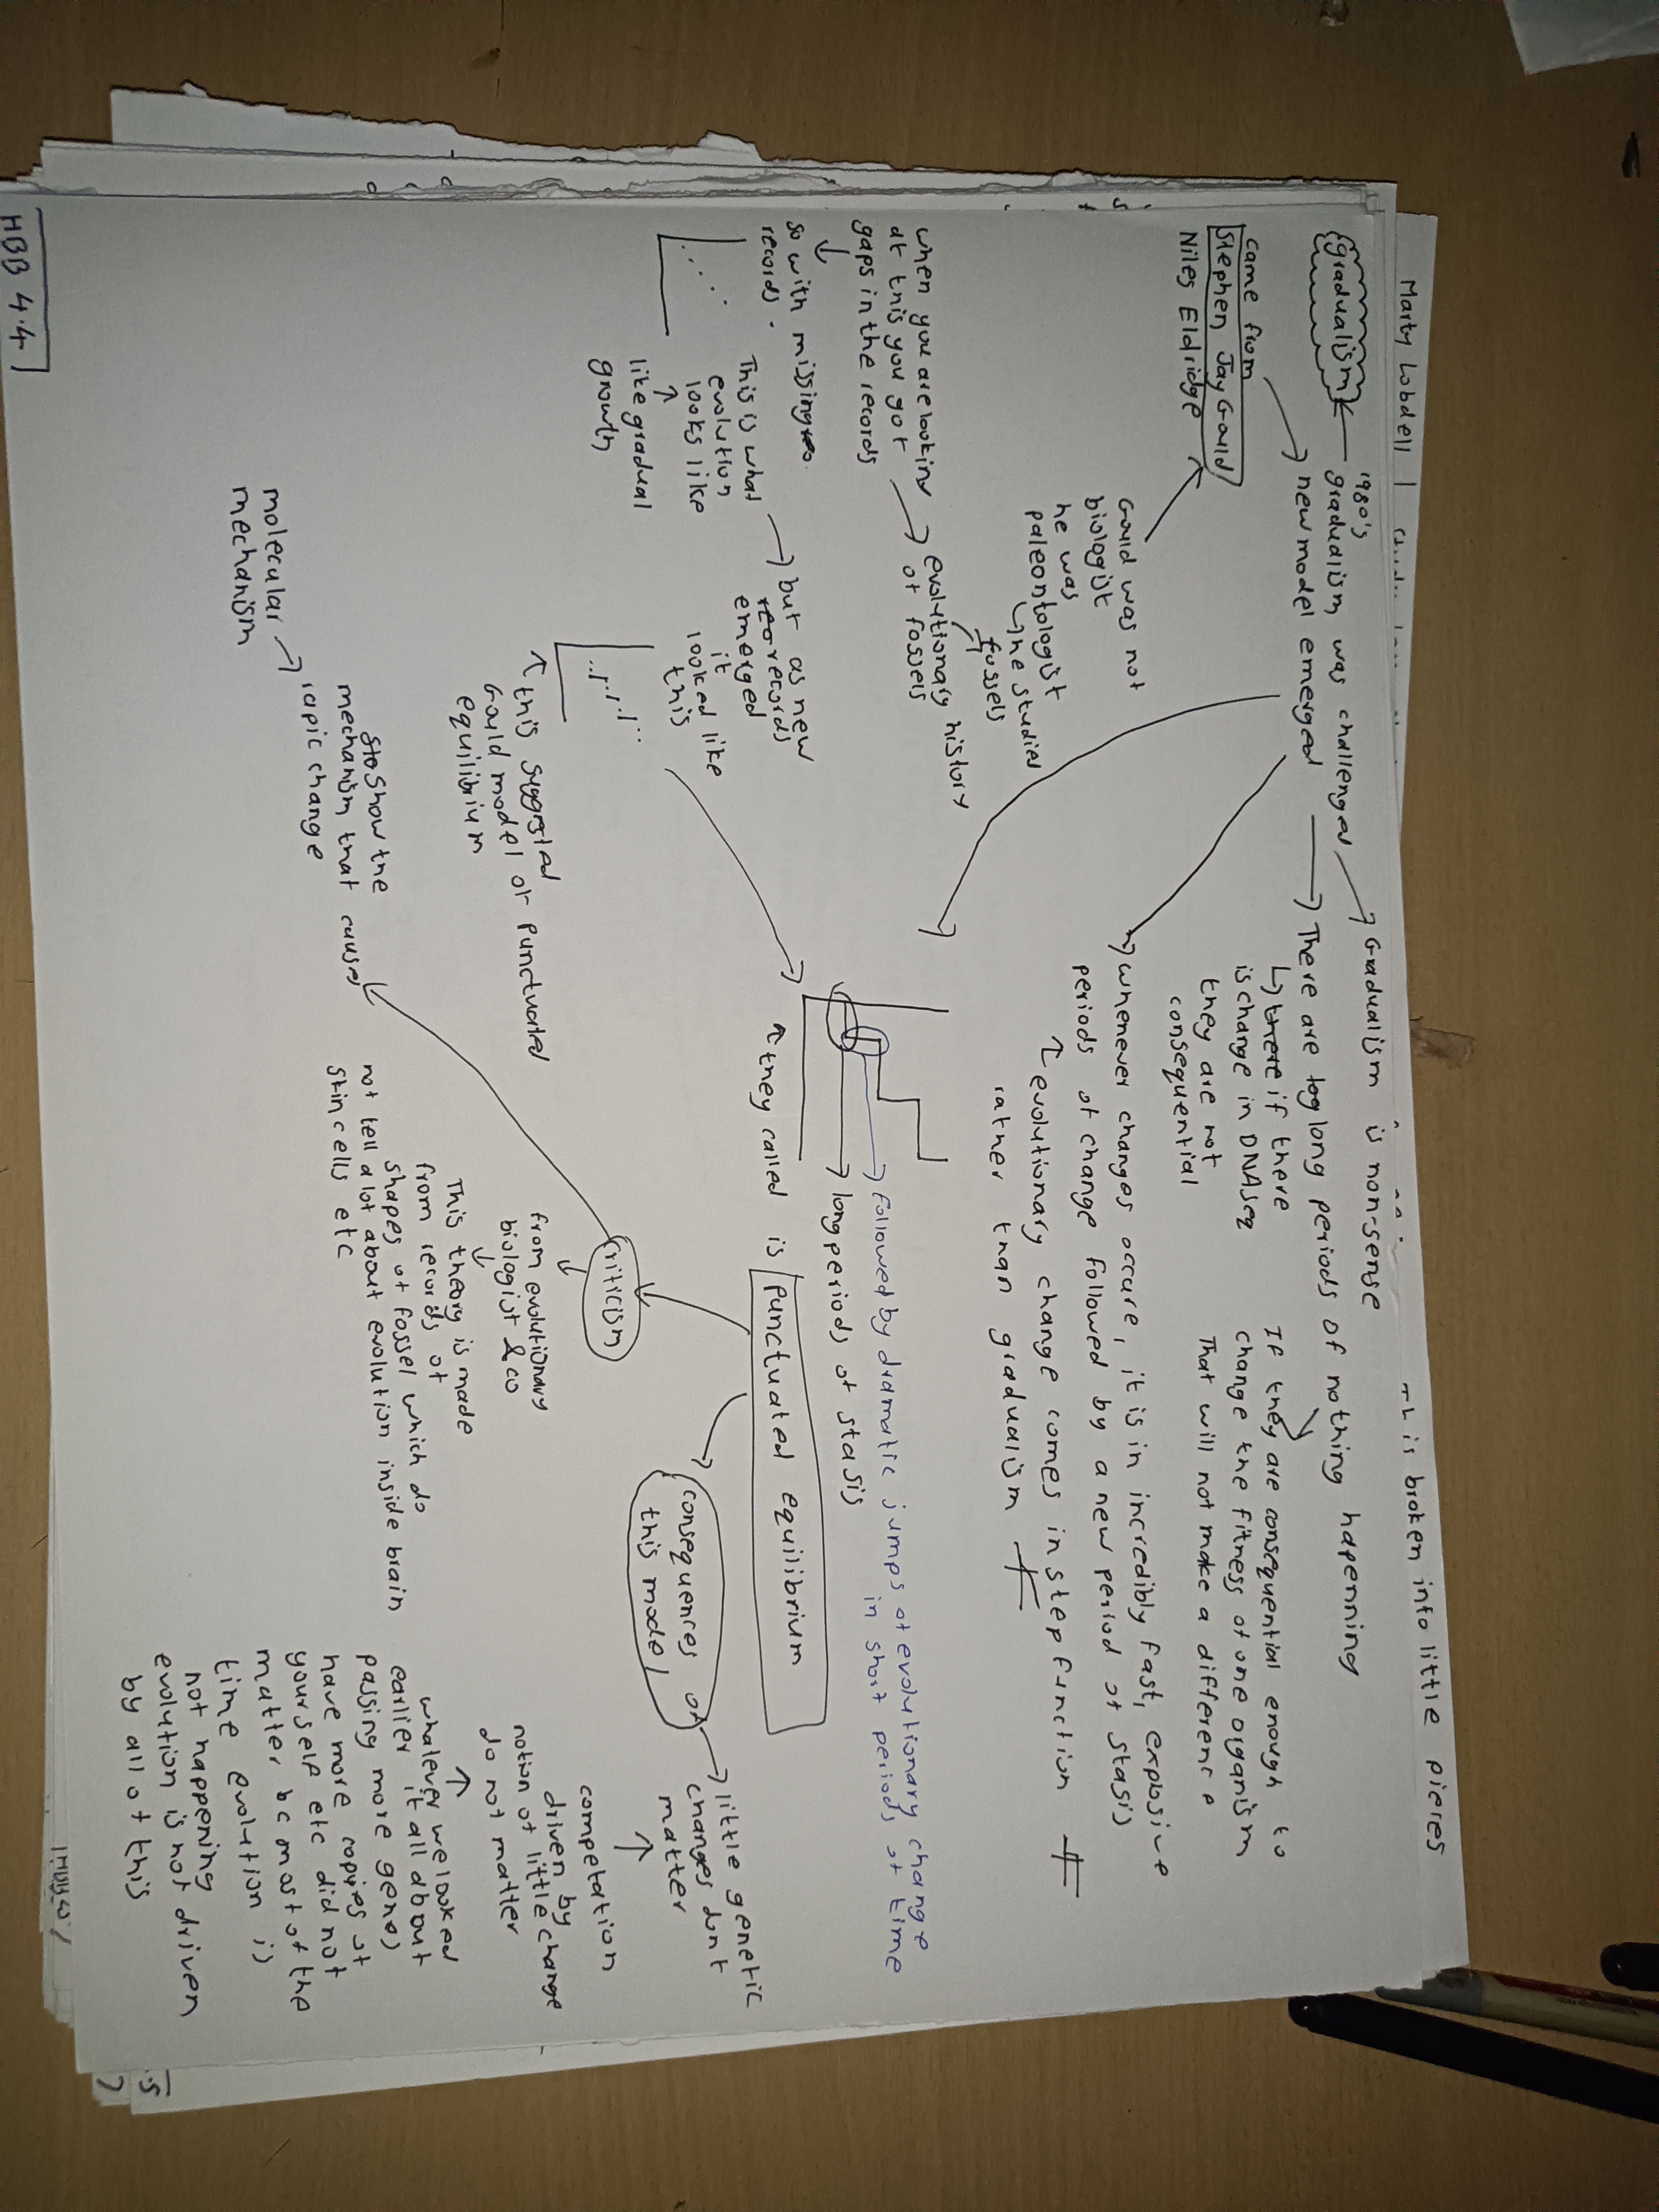 Marty Lobdell |
is broken into little pieces
gradualism
1980's
gradualism was challenged
Gradualism is non-sense
new model emerged
There are log long periods of nothing happenning
there if there
is change in DNA seq
they are not
consequential
If they are consequential enough to
change the fitness of one organism
That will not make a differenc e
came from
Stephen Jay Gould
Niles Eldridge
Gould was not
biologist
he was
paleontologist
he studied
fossels
whenever changes occure, it is in incredibly fast, explosive
periods of change followed by a new period of stasis
evolutionary change comes in step function
rather than gradualism
when you are looking
at this you got
gaps in the records
evolutionary history
of fossels
so with missing reo.
records.
This is what
evolution
looks like
like gradual
growth
but as new
reo records
emerged
it
looked like
this
this suggested
Gould model of punctuated
equilibrium
followed by dramatic jumps of evolutionary change
in short periods of time
long periods of stasis
they called is punctuated equilibrium
criticism
from evolutionary
biologist & co
This theory is made
from records of
shapes of fossel which do
not tell a lot about evolution inside brain
skin cells etc
to show the
mechanism that causes
rapic change
molecular
mechanism
consequences of
this model
little genetic
changes dont
matter
competation
driven by
notion of little change
do not matter
whatever we looked
earlier it all about
passing more genes
have more copyies of
yourself etc did not
matter bc most of the
time evolution is
not happening
evolution is not driven
by all of this
HBB 4.4